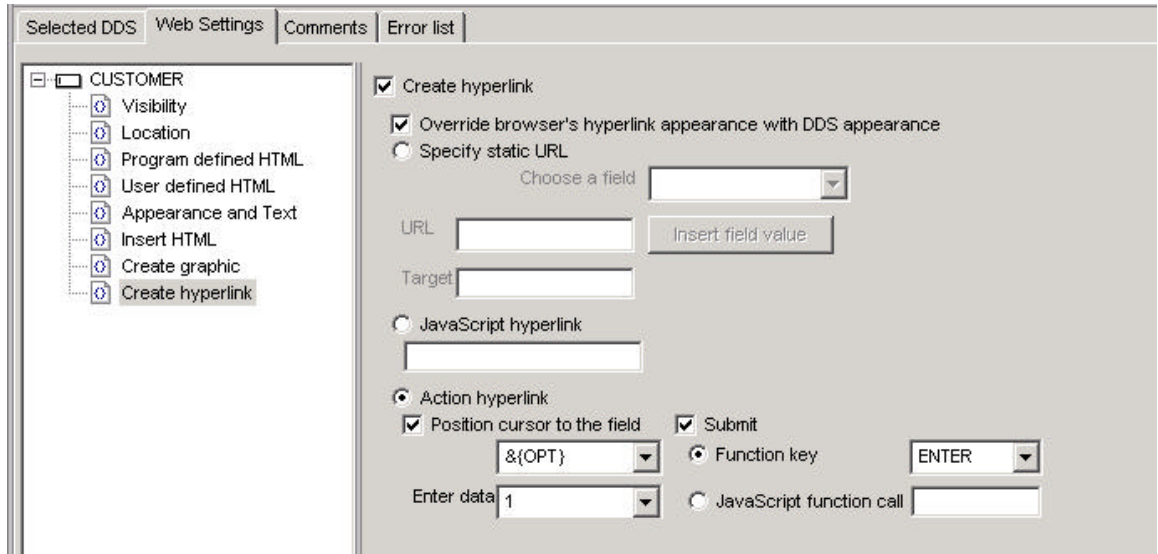 Selected DDS Web Settings Comments Error list
CUSTOMER
Visibility
Location
Program defined HTML
User defined HTML
Appearance and Text
Insert HTML
Create graphic
Create hyperlink
Create hyperlink
Override browser's hyperlink appearance with DDS appearance
Specify static URL
Choose a field
URL Insert field value
Target
JavaScript hyperlink
Action hyperlink
Position cursor to the field Submit
&{OPT} Function key ENTER
Enter data 1 JavaScript function call